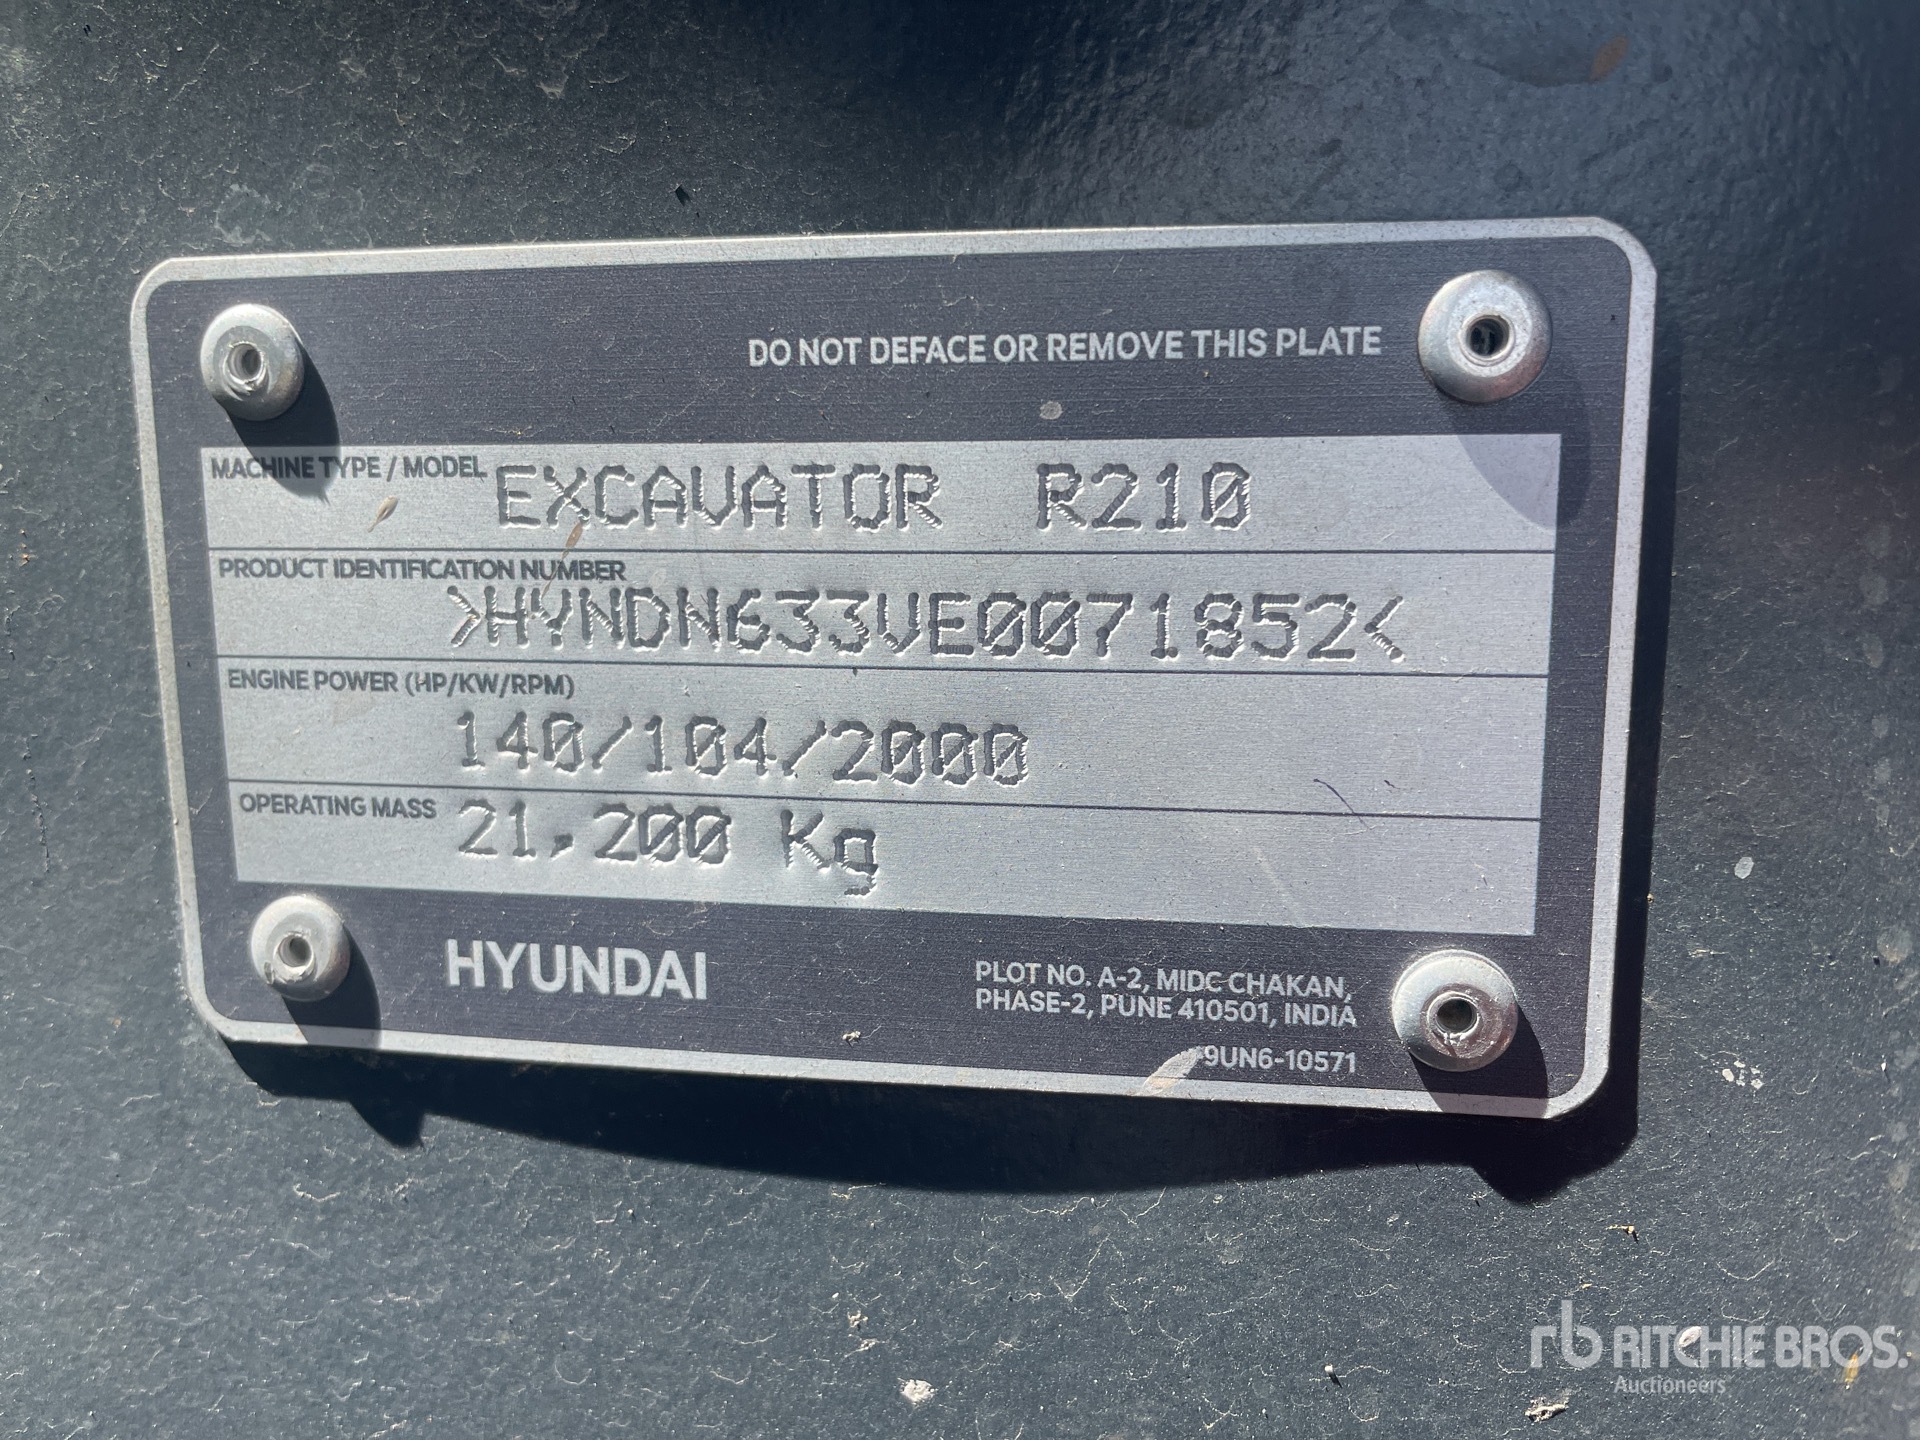 DO NOT DEFACE OR REMOVE THIS PLATE
MACHINE TYPE / MODEL EXCAVATOR R210
PRODUCT IDENTIFICATION NUMBER
>HYNDN633VE0071852<
ENGINE POWER (HP/KW/RPM)
140/104/2000
OPERATING MASS 21,200 Kg
HYUNDAI
PLOT NO. A-2, MIDC CHAKAN,
PHASE-2, PUNE 410501, INDIA
9UN6-10571
rb RITCHIE BROS.
Auctioneers